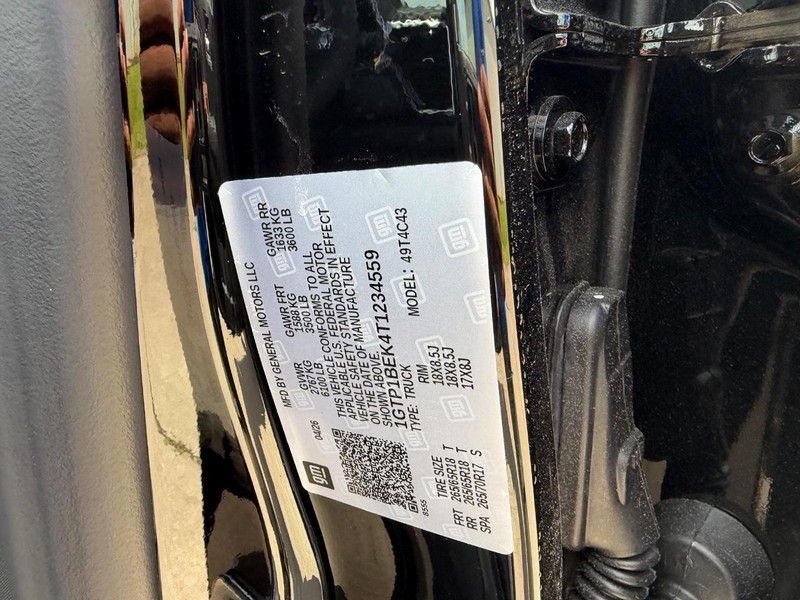 gm
MFD BY GENERAL MOTORS LLC
04/26
GVWR GAWR FRT GAWR RR
2767 KG 1588 KG 1633 KG
6100 LB 3500 LB 3600 LB
THIS VEHICLE CONFORMS TO ALL
APPLICABLE U.S. FEDERAL MOTOR
VEHICLE SAFETY STANDARDS IN EFFECT
ON THE DATE OF MANUFACTURE
SHOWN ABOVE.
1GTP1BEK4T1234559
TYPE: TRUCK MODEL: 49T4C43
8555
TIRE SIZE RIM
FRT 265/65R18 T 18X8.5J
RR 265/65R18 T 18X8.5J
SPA 265/70R17 S 17X8J